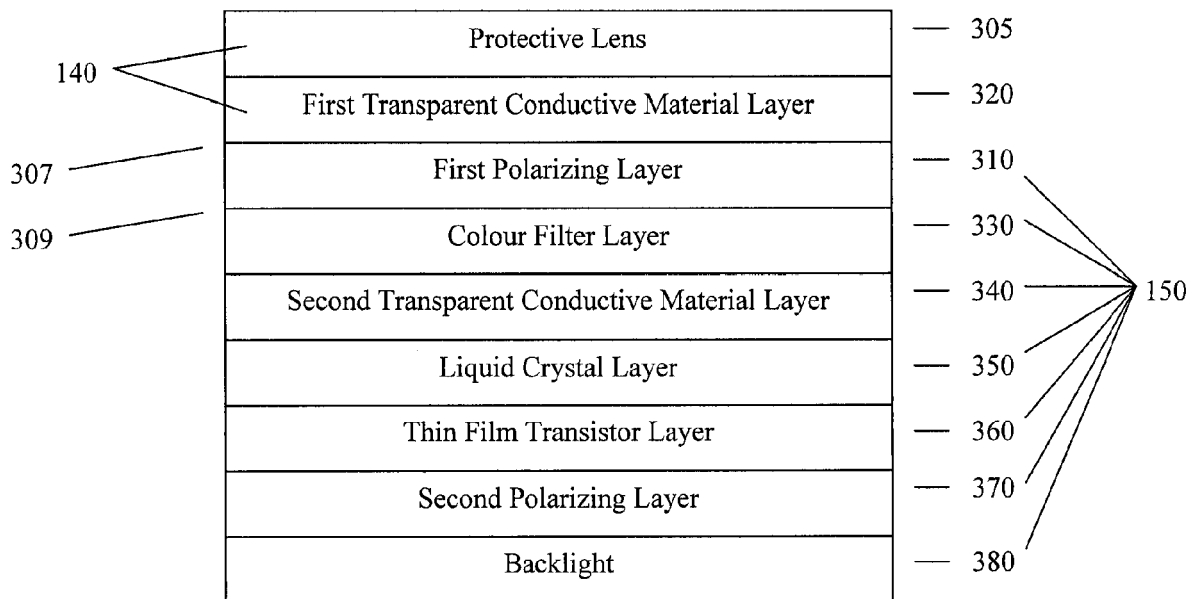 Protective Lens 305
140
First Transparent Conductive Material Layer 320
307 First Polarizing Layer 310
309 Colour Filter Layer 330
Second Transparent Conductive Material Layer 340 150
Liquid Crystal Layer 350
Thin Film Transistor Layer 360
Second Polarizing Layer 370
Backlight 380